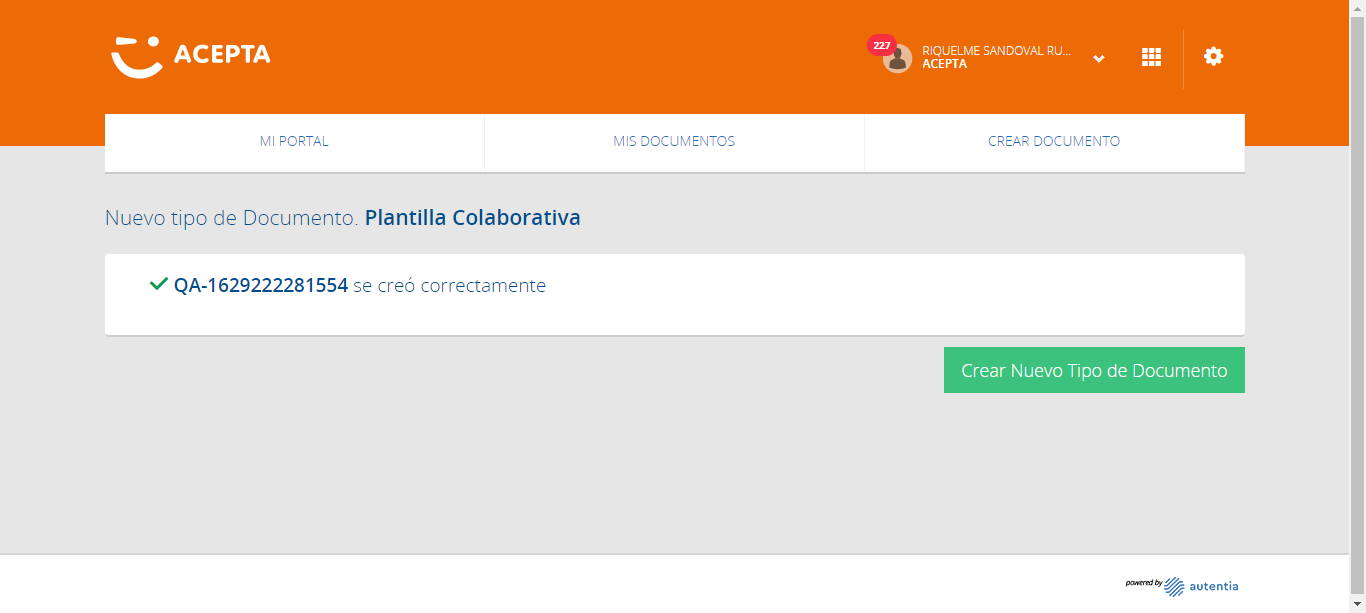 ACEPTA
227
RIQUELME SANDOVAL RU...
ACEPTA
MI PORTAL
MIS DOCUMENTOS
CREAR DOCUMENTO
Nuevo tipo de Documento. Plantilla Colaborativa
QA-1629222281554 se creó correctamente
Crear Nuevo Tipo de Documento
powered by autentia